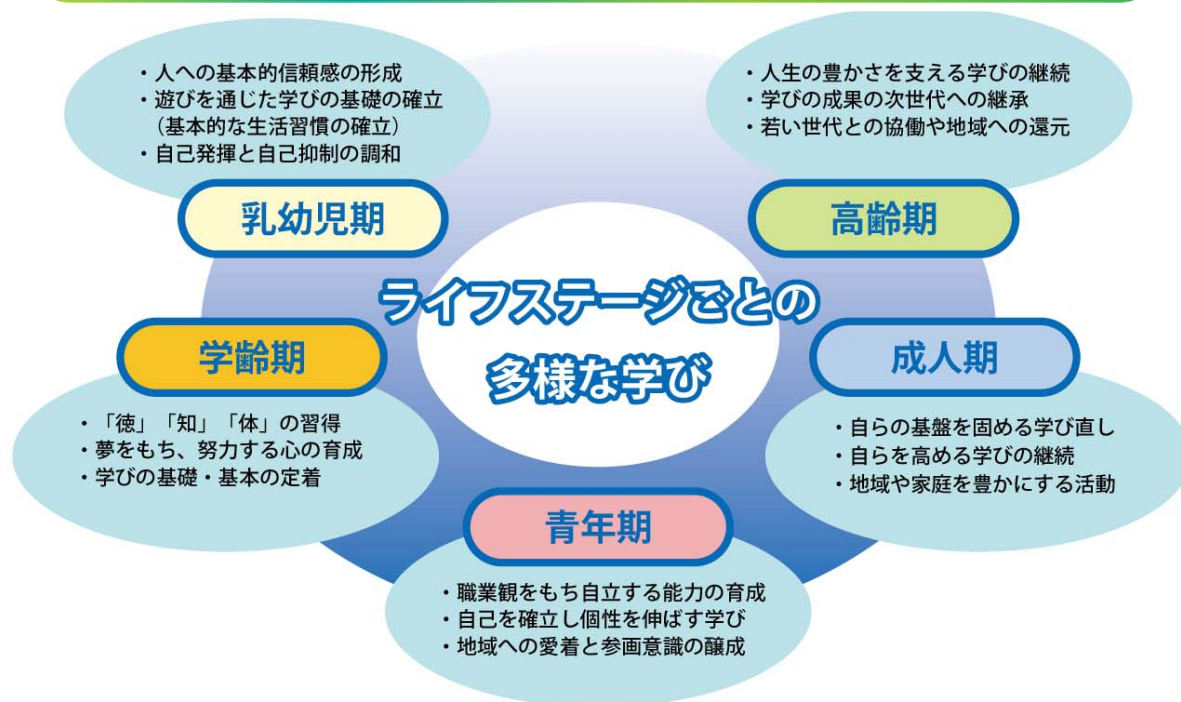 ・人への基本的信頼感の形成
・遊びを通じた学びの基礎の確立
（基本的な生活習慣の確立）
・自己発揮と自己抑制の調和
乳幼児期
・人生の豊かさを支える学びの継続
・学びの成果の次世代への継承
・若い世代との協働や地域への還元
高齢期
ライフステージごとの
多様な学び
学齢期
・「徳」「知」「体」の習得
・夢をもち、努力する心の育成
・学びの基礎・基本の定着
成人期
・自らの基盤を固める学び直し
・自らを高める学びの継続
・地域や家庭を豊かにする活動
青年期
・職業観をもち自立する能力の育成
・自己を確立し個性を伸ばす学び
・地域への愛着と参画意識の醸成